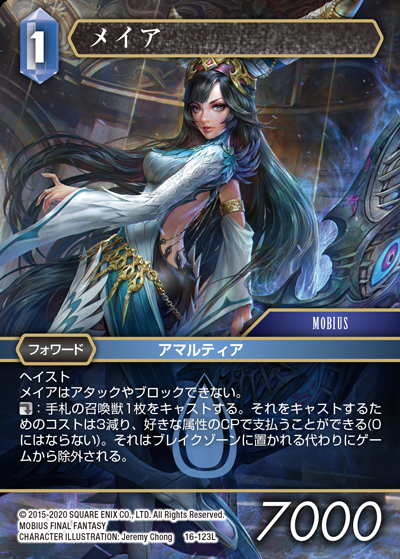 1
メイア
MOBIUS
フォワード
アマルティア
ヘイスト
メイアはアタックやブロックできない。
：手札の召喚獣1枚をキャストする。それをキャストするた
めのコストは3減り、好きな属性のCPで支払うことができる(0
にはならない)。それはブレイクゾーンに置かれる代わりにゲー
ムから除外される。
© 2015-2020 SQUARE ENIX CO., LTD. All Rights Reserved.
MOBIUS FINAL FANTASY
CHARACTER ILLUSTRATION: Jeremy Chong 16-123L
7000